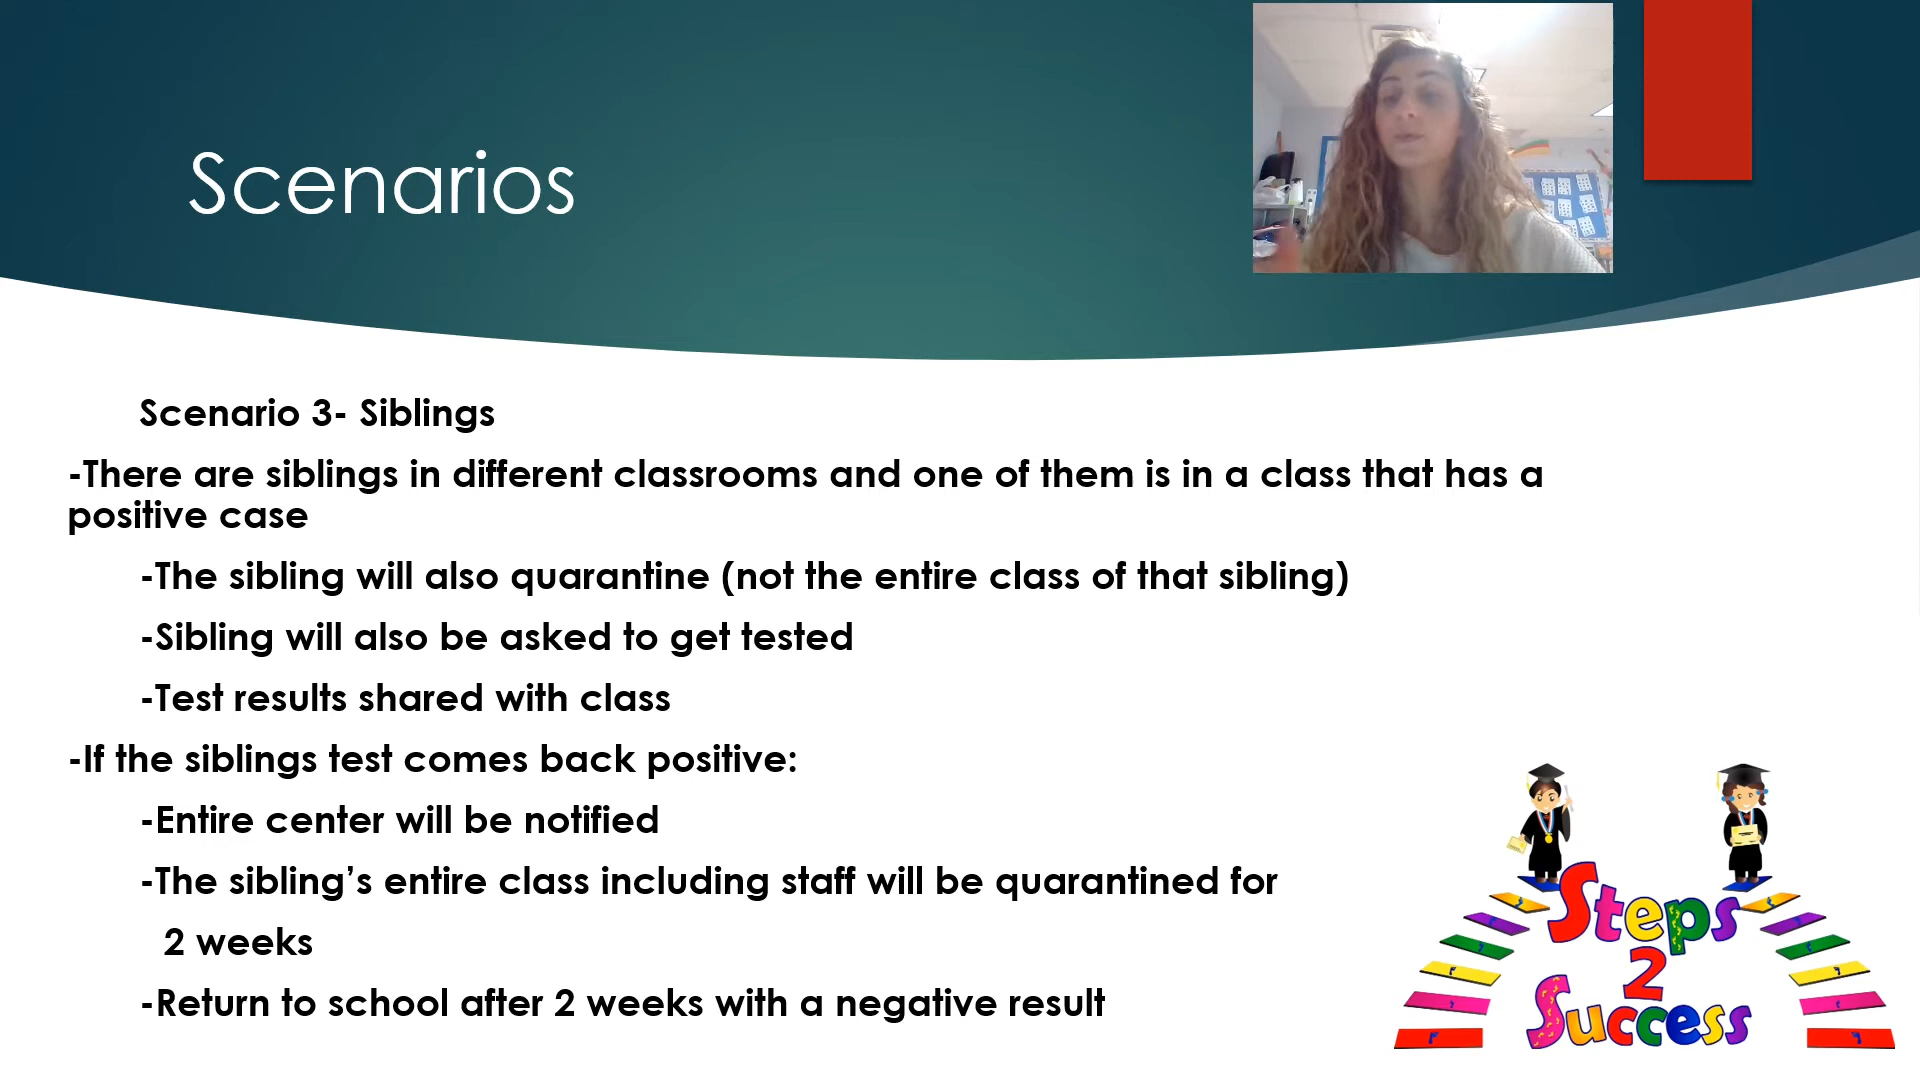 Scenarios
Scenario 3- Siblings
-There are siblings in different classrooms and one of them is in a class that has a
positive case
-The sibling will also quarantine (not the entire class of that sibling)
-Sibling will also be asked to get tested
-Test results shared with class
-If the siblings test comes back positive:
-Entire center will be notified
-The sibling’s entire class including staff will be quarantined for
2 weeks
-Return to school after 2 weeks with a negative result
Steps
2
Success